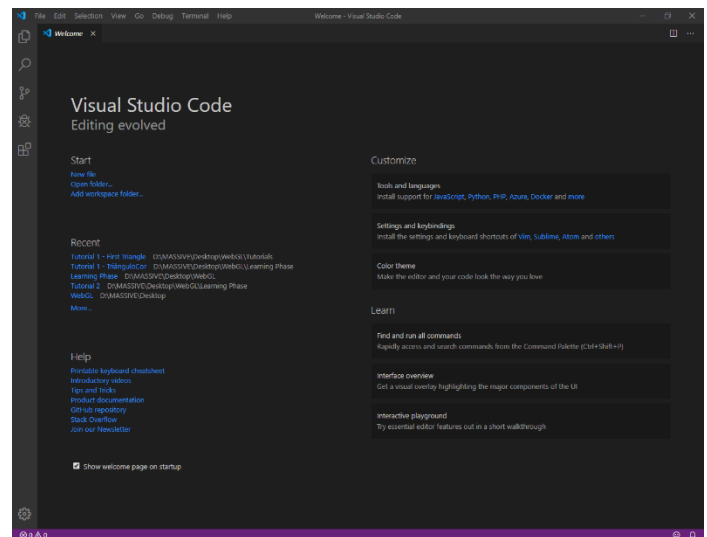 File Edit Selection View Go Debug Terminal Help
Welcome - Visual Studio Code
Welcome
Visual Studio Code
Editing evolved
Start
New file
Open folder...
Add workspace folder...
Recent
Tutorial 1 - First Triangle D:\MASSIVE\Desktop\WebGL\Tutorials
Tutorial 1 - TriânguloCor D:\MASSIVE\Desktop\WebGL\Learning Phase
Learning Phase D:\MASSIVE\Desktop\WebGL
Tutorial 2 D:\MASSIVE\Desktop\WebGL\Learning Phase
WebGL D:\MASSIVE\Desktop
More...
Help
Printable keyboard cheatsheet
Introductory videos
Tips and Tricks
Product documentation
GitHub repository
Stack Overflow
Join our Newsletter
Show welcome page on startup
Customize
Tools and languages
Install support for JavaScript, Python, PHP, Azure, Docker and more
Settings and keybindings
Install the settings and keyboard shortcuts of Vim, Sublime, Atom and others
Color theme
Make the editor and your code look the way you love
Learn
Find and run all commands
Rapidly access and search commands from the Command Palette (Ctrl+Shift+P)
Interface overview
Get a visual overlay highlighting the major components of the UI
Interactive playground
Try essential editor features out in a short walkthrough
0 0